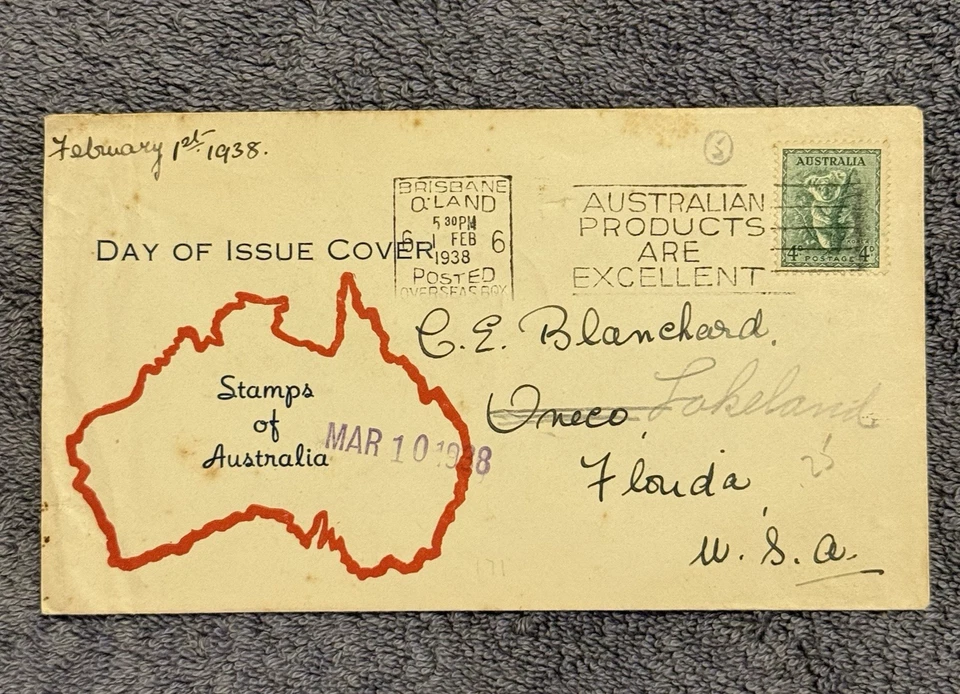 February 1st 1938.
5
AUSTRALIA
4D POSTAGE 4D
BRISBANE
Q'LAND
5 30PM
6 1 FEB 6
1938
POSTED
OVERSEAS BOX
AUSTRALIAN
PRODUCTS
ARE
EXCELLENT
DAY OF ISSUE COVER
Stamps
of
Australia
MAR 10 1938
C. E. Blanchard.
Oneco, Lakeland
Florida
U. S. A.